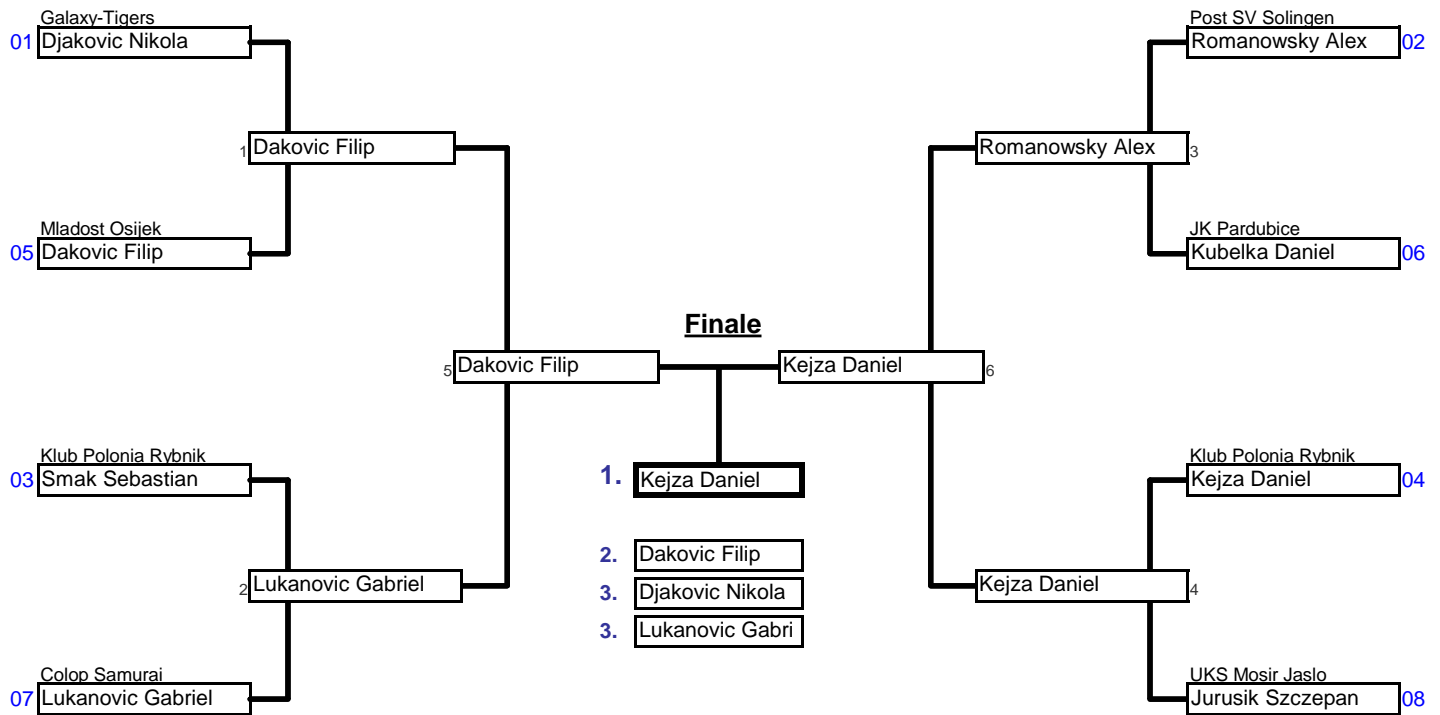 Galaxy-Tigers
01 Djakovic Nikola
Post SV Solingen
Romanowsky Alex 02
1 Dakovic Filip
Romanowsky Alex 3
Mladost Osijek
05 Dakovic Filip
JK Pardubice
Kubelka Daniel 06
Finale
5 Dakovic Filip
Kejza Daniel 6
Klub Polonia Rybnik
03 Smak Sebastian
1. Kejza Daniel
Klub Polonia Rybnik
Kejza Daniel 04
2. Dakovic Filip
2 Lukanovic Gabriel
3. Djakovic Nikola
Kejza Daniel 4
3. Lukanovic Gabri
Colop Samurai
07 Lukanovic Gabriel
UKS Mosir Jaslo
Jurusik Szczepan 08